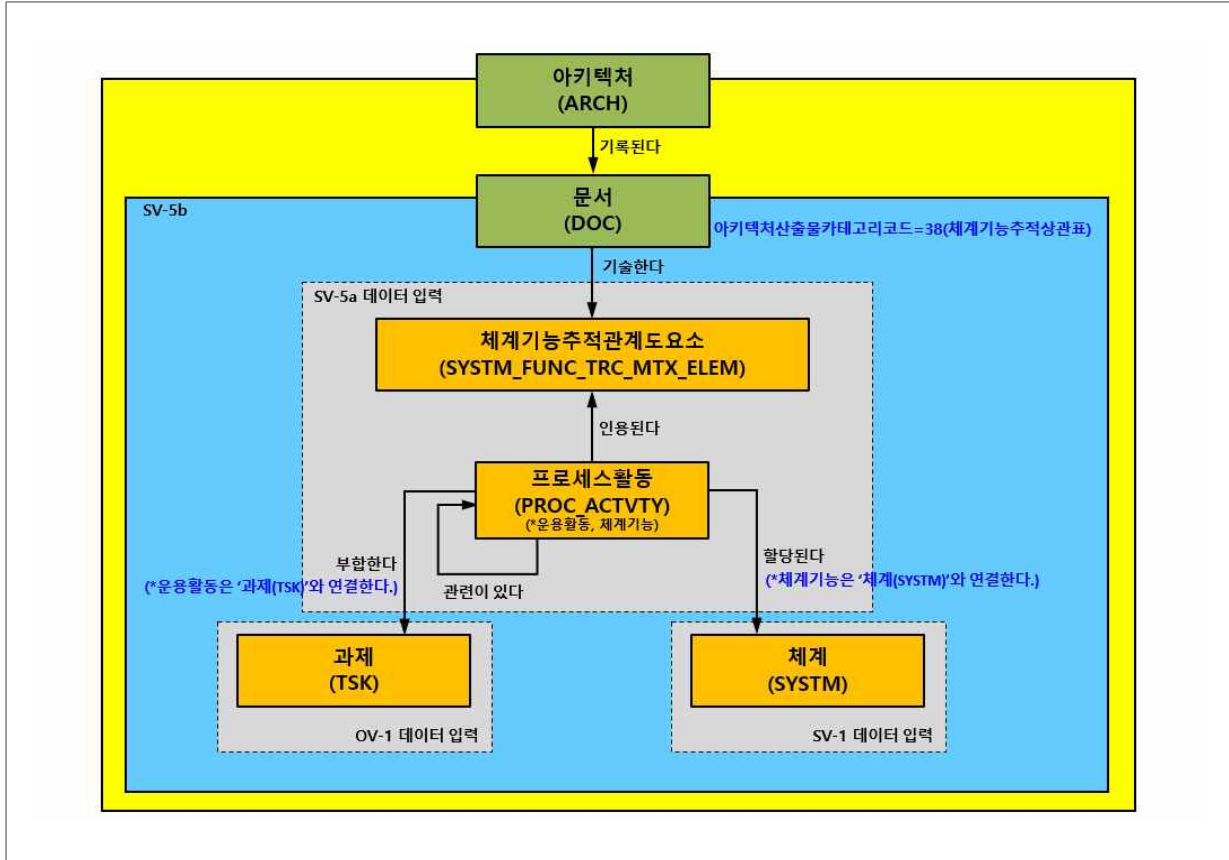 아키텍처
(ARCH)
기록된다
SV-5b
문서
(DOC)
아키텍처산출물카테고리코드=38(체계기능추적상관표)
기술한다
SV-5a 데이터 입력
체계기능추적관계도요소
(SYSTM_FUNC_TRC_MTX_ELEM)
인용된다
프로세스활동
(PROC_ACTVTY)
(*운용활동, 체계기능)
부합한다
(*운용활동은 '과제(TSK)'와 연결한다.)
관련이 있다
할당된다
(*체계기능은 '체계(SYSTM)'와 연결한다.)
과제
(TSK)
OV-1 데이터 입력
체계
(SYSTM)
SV-1 데이터 입력